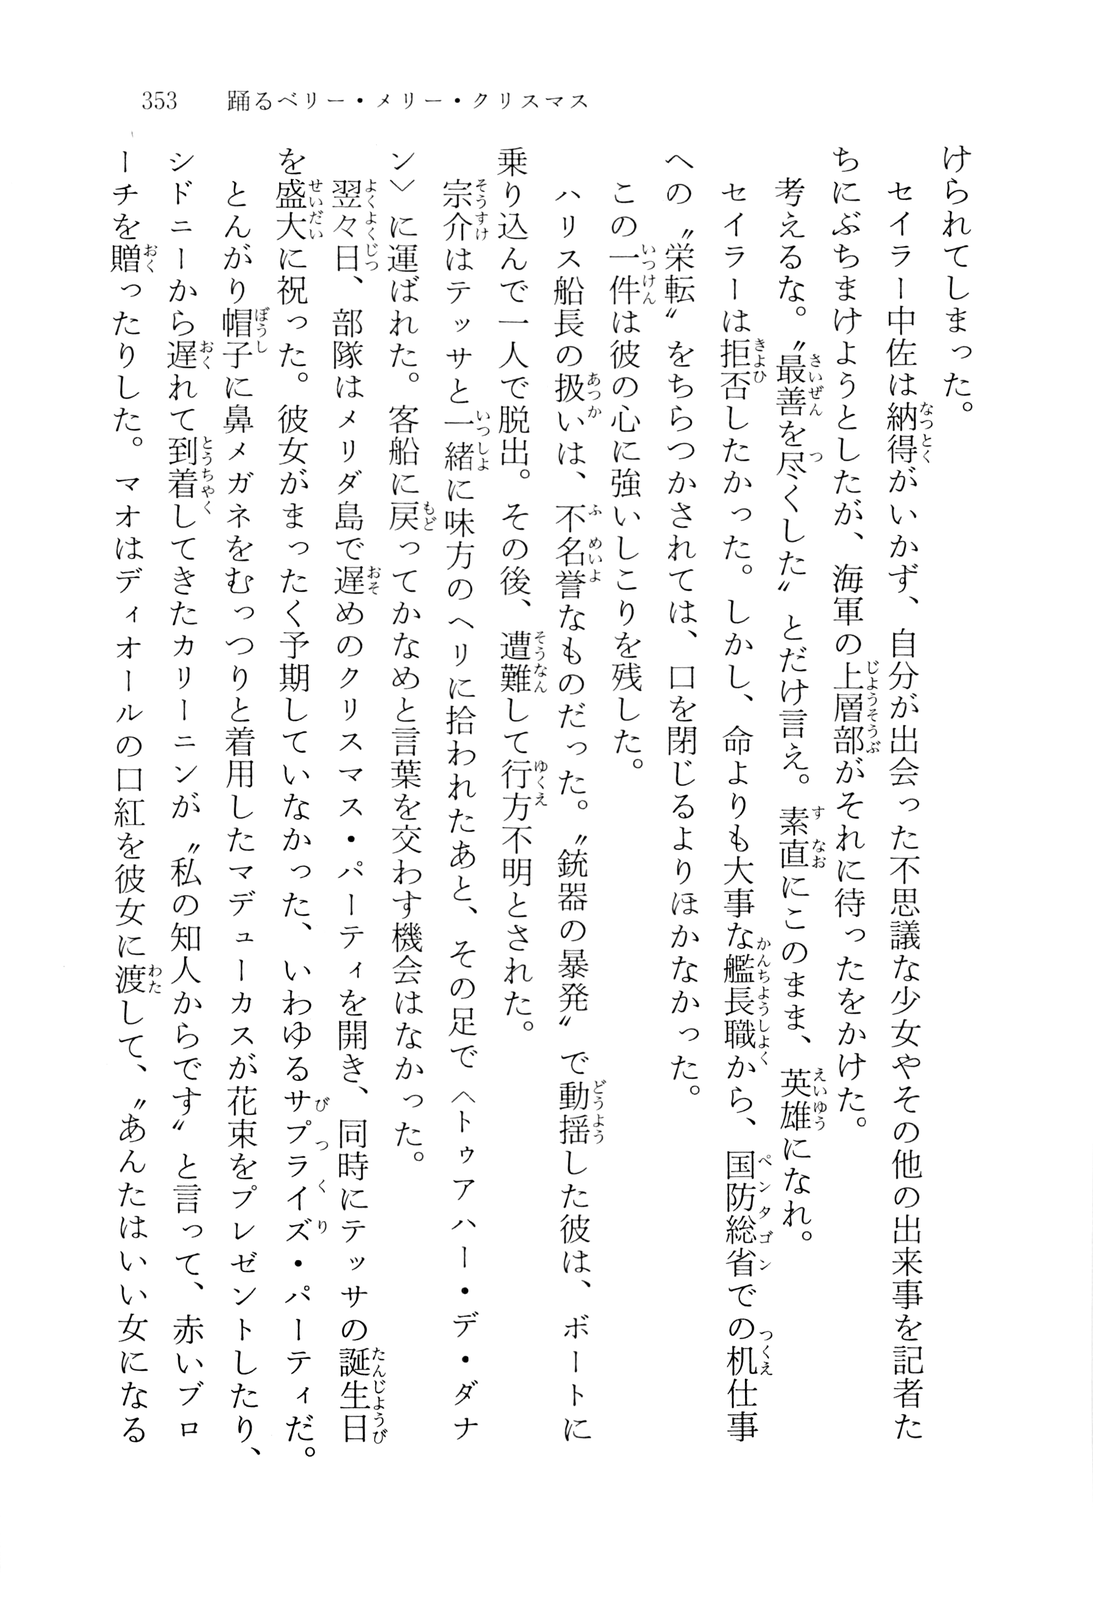 353　踊るベリー・メリー・クリスマス
けられてしまった。
　セイラー中佐は納得がいかず、自分が出会った不思議な少女やその他の出来事を記者た
ちにぶちまけようとしたが、海軍の上層部がそれに待ったをかけた。
　考えるな。〝最善を尽くした〟とだけ言え。素直にこのまま、英雄になれ。
　セイラーは拒否したかった。しかし、命よりも大事な艦長職から、国防総省での机仕事
への〝栄転〟をちらつかされては、口を閉じるよりほかなかった。
　この一件は彼の心に強いしこりを残した。
　ハリス船長の扱いは、不名誉なものだった。〝銃器の暴発〟で動揺した彼は、ボートに
乗り込んで一人で脱出。その後、遭難して行方不明とされた。
　宗介はテッサと一緒に味方のヘリに拾われたあと、その足で〈トゥアハー・デ・ダナ
ン〉に運ばれた。客船に戻ってかなめと言葉を交わす機会はなかった。
　翌々日、部隊はメリダ島で遅めのクリスマス・パーティを開き、同時にテッサの誕生日
を盛大に祝った。彼女がまったく予期していなかった、いわゆるサプライズ・パーティだ。
　とんがり帽子に鼻メガネをむっつりと着用したマデューカスが花束をプレゼントしたり、
シドニーから遅れて到着してきたカリーニンが〝私の知人からです〟と言って、赤いブロ
ーチを贈ったりした。マオはディオールの口紅を彼女に渡して、〝あんたはいい女になる